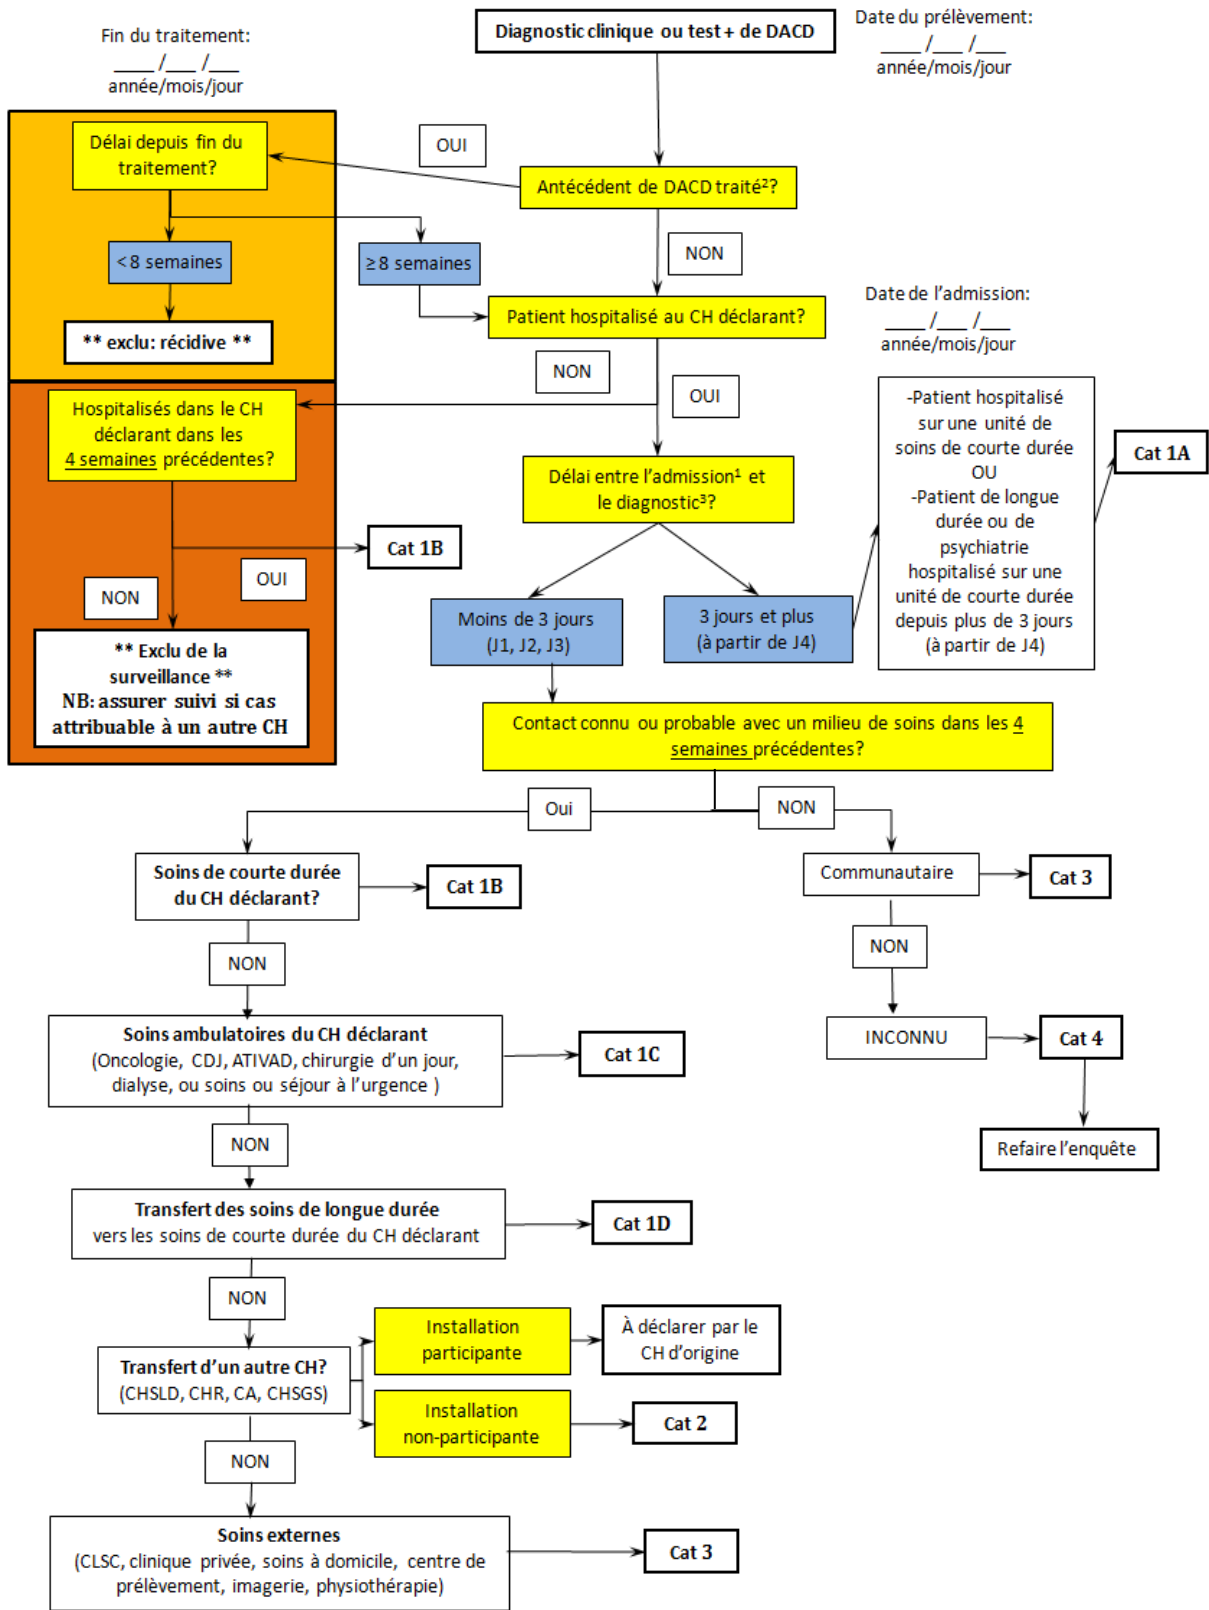 Diagnostic clinique ou test + de DACD
Date du prélèvement:
____ /___ /___
année/mois/jour
Fin du traitement:
____ /___ /___
année/mois/jour
Délai depuis fin du
traitement?
OUI
Antécédent de DACD traité²?
NON
< 8 semaines
≥ 8 semaines
** exclu: récidive **
Patient hospitalisé au CH déclarant?
Date de l'admission:
____ /___ /___
année/mois/jour
NON
OUI
Hospitalisés dans le CH
déclarant dans les
4 semaines précédentes?
Délai entre l'admission¹ et
le diagnostic³?
-Patient hospitalisé
sur une unité de
soins de courte durée
OU
-Patient de longue
durée ou de
psychiatrie
hospitalisé sur une
unité de courte durée
depuis plus de 3 jours
(à partir de J4)
Cat 1A
Cat 1B
OUI
NON
Moins de 3 jours
(J1, J2, J3)
3 jours et plus
(à partir de J4)
** Exclu de la
surveillance **
NB: assurer suivi si cas
attribuable à un autre CH
Contact connu ou probable avec un milieu de soins dans les 4
semaines précédentes?
Oui
NON
Soins de courte durée
du CH déclarant?
Cat 1B
Communautaire
Cat 3
NON
NON
Soins ambulatoires du CH déclarant
(Oncologie, CDJ, ATIVAD, chirurgie d'un jour,
dialyse, ou soins ou séjour à l'urgence )
Cat 1C
INCONNU
Cat 4
NON
Refaire l'enquête
Transfert des soins de longue durée
vers les soins de courte durée du CH déclarant
Cat 1D
NON
Transfert d'un autre CH?
(CHSLD, CHR, CA, CHSGS)
Installation
participante
À déclarer par le
CH d'origine
Installation
non-participante
Cat 2
NON
Soins externes
(CLSC, clinique privée, soins à domicile, centre de
prélèvement, imagerie, physiothérapie)
Cat 3